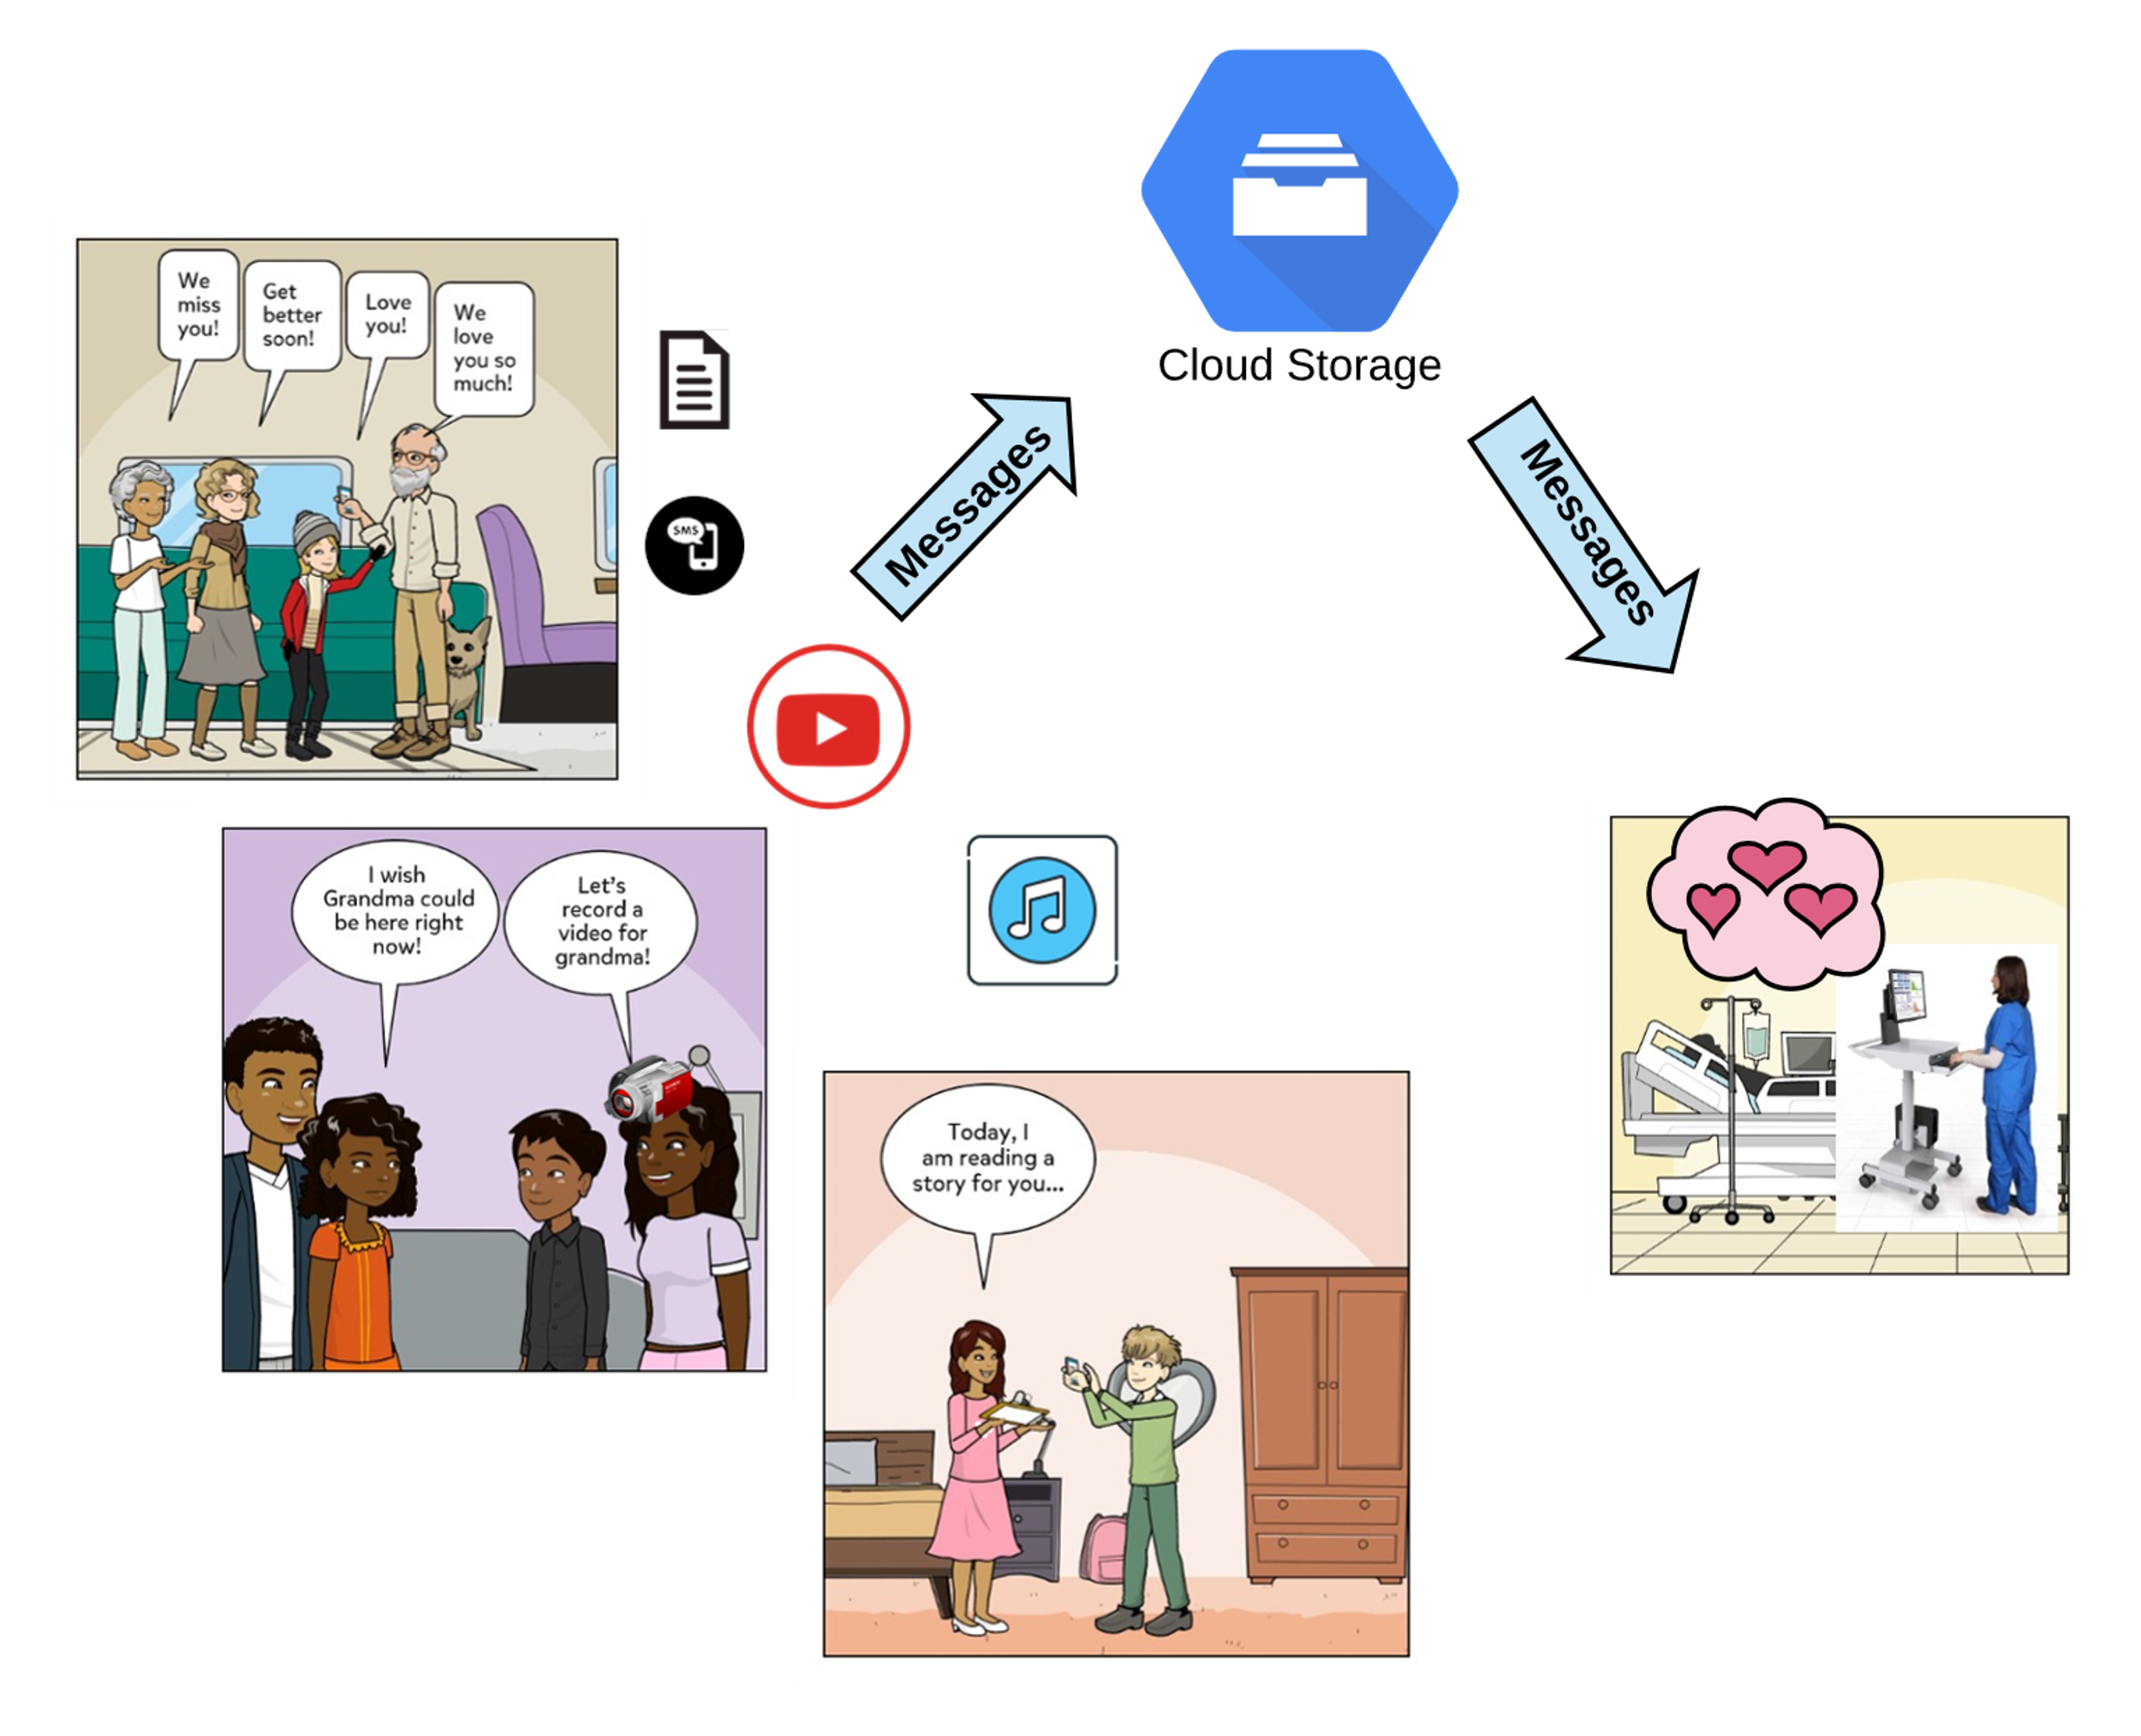 Cloud Storage
We
miss
you!
Get
better
soon!
Love
you!
We
love
you so
much!
SMS
Messages
Messages
I wish
Grandma could
be here right
now!
Let's
record a
video for
grandma!
Today, I
am reading a
story for you...